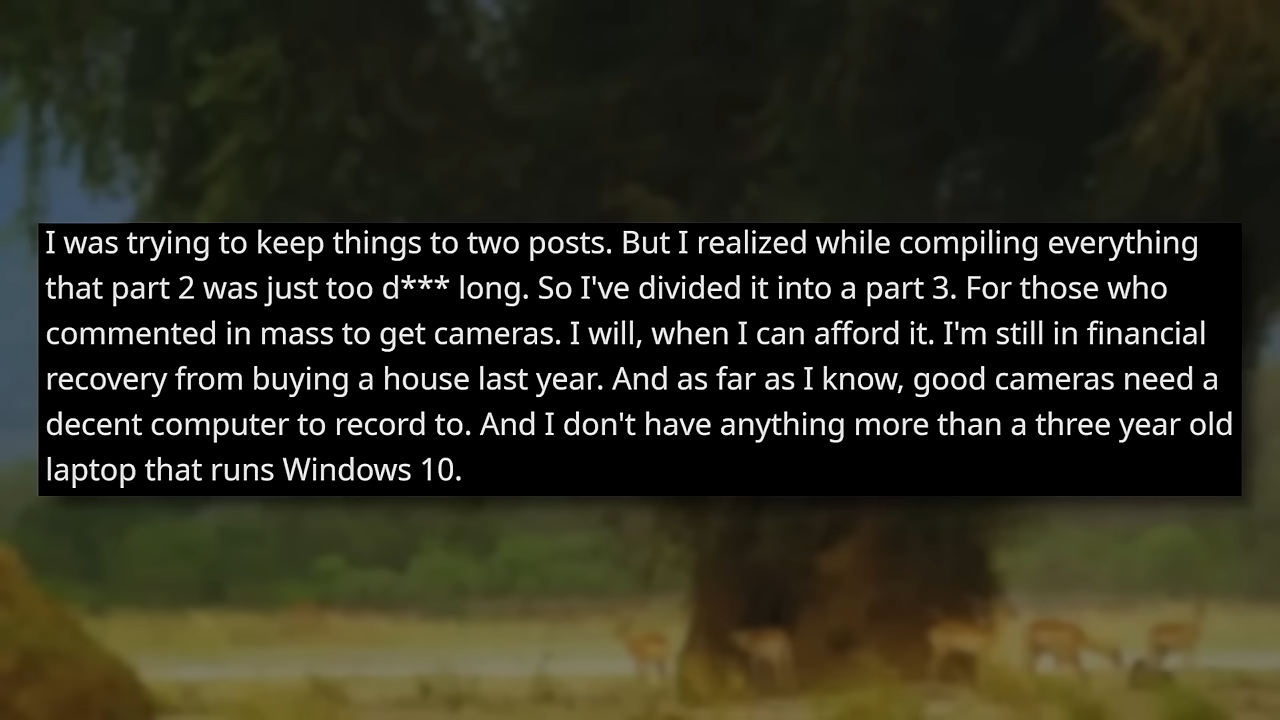 I was trying to keep things to two posts. But I realized while compiling everything
that part 2 was just too d*** long. So I've divided it into a part 3. For those who
commented in mass to get cameras. I will, when I can afford it. I'm still in financial
recovery from buying a house last year. And as far as I know, good cameras need a
decent computer to record to. And I don't have anything more than a three year old
laptop that runs Windows 10.